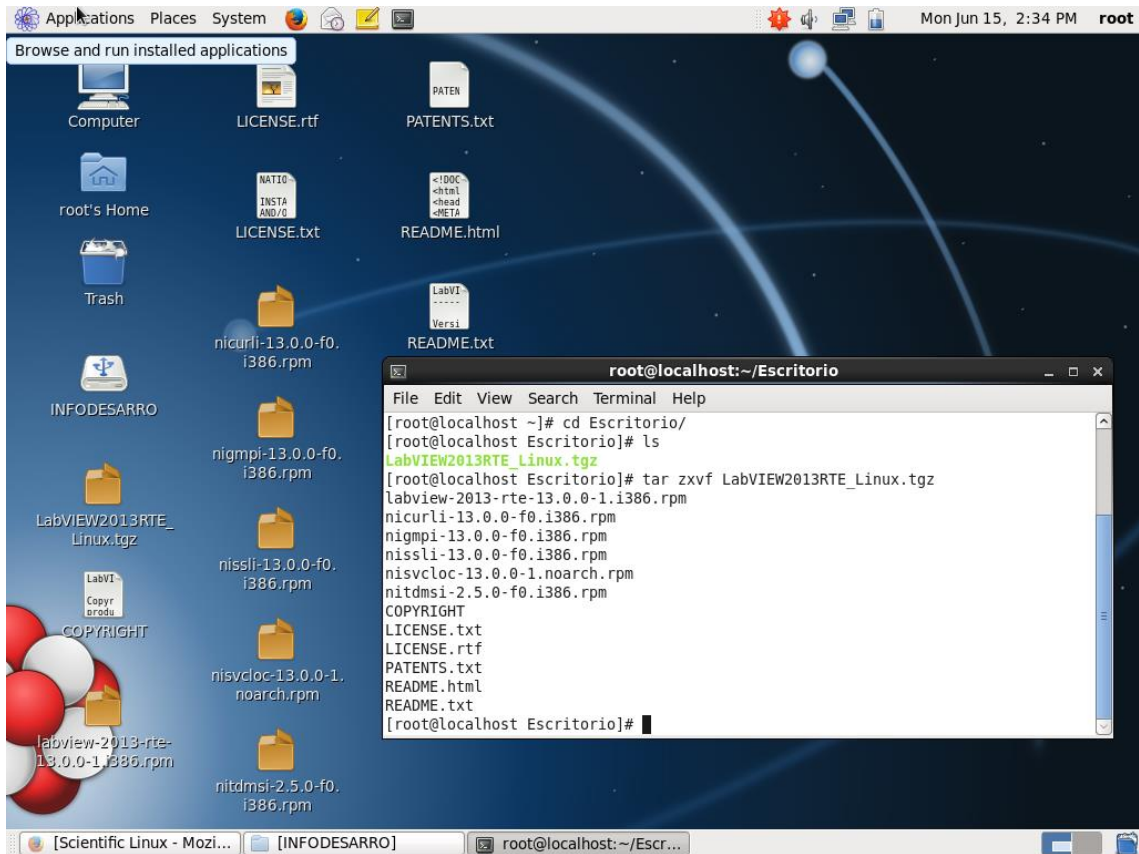 Applications Places System Mon Jun 15, 2:34 PM root
Browse and run installed applications
Computer
root's Home
Trash
INFODESARRO
LabVIEW2013RTE_
Linux.tgz
LabVI
Copyr
produ
COPYRIGHT
labview-2013-rte-
13.0.0-1.i386.rpm
LICENSE.rtf
NATIO
INSTA
AND/O
LICENSE.txt
nicurli-13.0.0-f0.
i386.rpm
nigmpi-13.0.0-f0.
i386.rpm
nissli-13.0.0-f0.
i386.rpm
nisvcloc-13.0.0-1.
noarch.rpm
nitdmsi-2.5.0-f0.
i386.rpm
PATEN
PATENTS.txt
<!DOC
<html
<head
<META
README.html
LabVI
-----
Versi
README.txt
root@localhost:~/Escritorio
File Edit View Search Terminal Help
[root@localhost ~]# cd Escritorio/
[root@localhost Escritorio]# ls
LabVIEW2013RTE_Linux.tgz
[root@localhost Escritorio]# tar zxvf LabVIEW2013RTE_Linux.tgz
labview-2013-rte-13.0.0-1.i386.rpm
nicurli-13.0.0-f0.i386.rpm
nigmpi-13.0.0-f0.i386.rpm
nissli-13.0.0-f0.i386.rpm
nisvcloc-13.0.0-1.noarch.rpm
nitdmsi-2.5.0-f0.i386.rpm
COPYRIGHT
LICENSE.txt
LICENSE.rtf
PATENTS.txt
README.html
README.txt
[root@localhost Escritorio]#
[Scientific Linux - Mozi... [INFODESARRO] root@localhost:~/Escr...